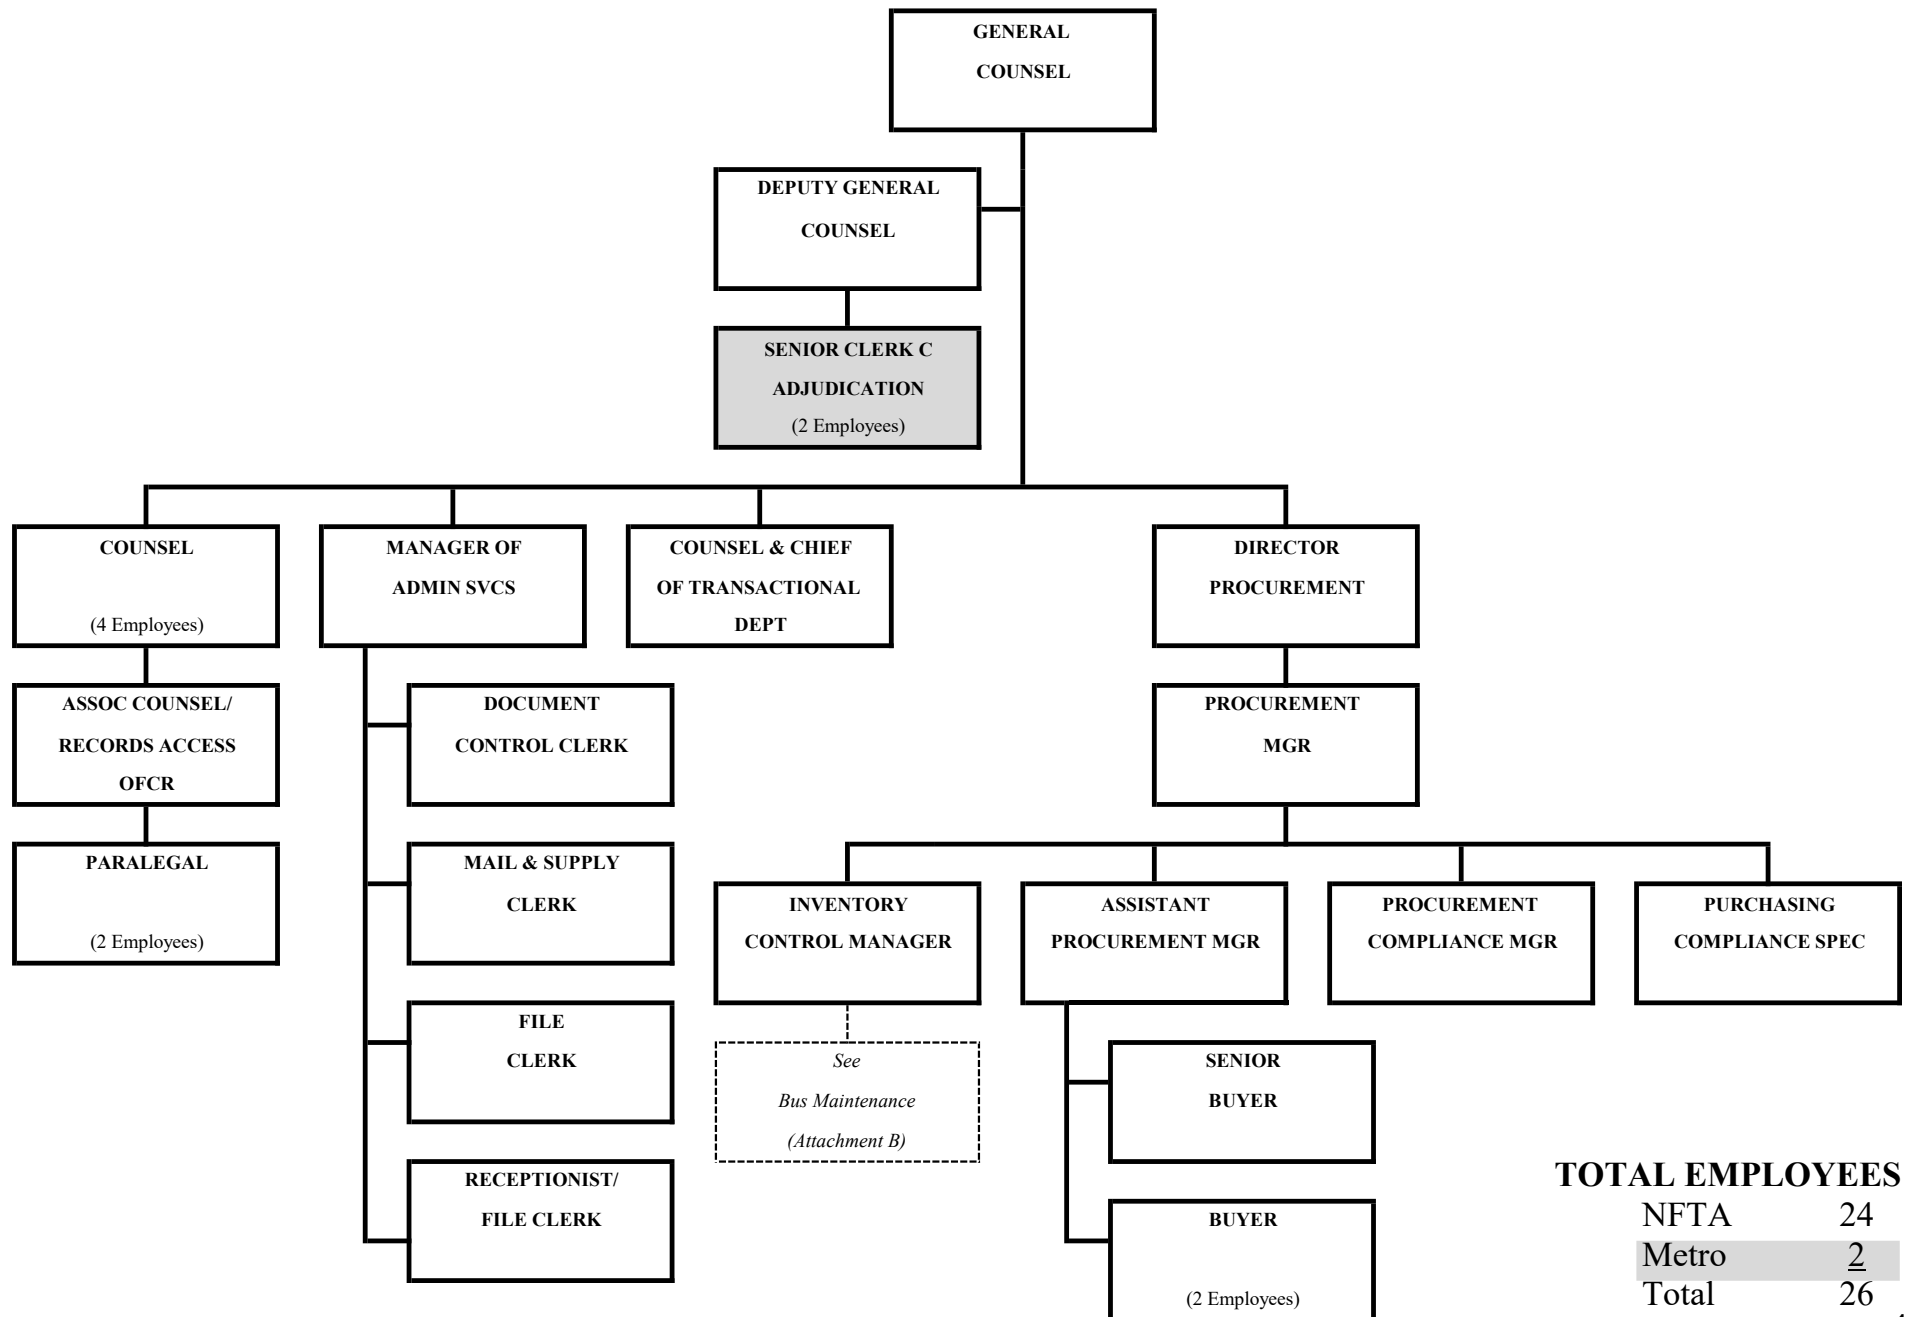 GENERAL
COUNSEL
DEPUTY GENERAL
COUNSEL
SENIOR CLERK C
ADJUDICATION
(2 Employees)
COUNSEL
(4 Employees)
MANAGER OF
ADMIN SVCS
COUNSEL & CHIEF
OF TRANSACTIONAL
DEPT
DIRECTOR
PROCUREMENT
ASSOC COUNSEL/
RECORDS ACCESS
OFCR
DOCUMENT
CONTROL CLERK
PROCUREMENT
MGR
PARALEGAL
(2 Employees)
MAIL & SUPPLY
CLERK
INVENTORY
CONTROL MANAGER
ASSISTANT
PROCUREMENT MGR
PROCUREMENT
COMPLIANCE MGR
PURCHASING
COMPLIANCE SPEC
FILE
CLERK
See
Bus Maintenance
(Attachment B)
SENIOR
BUYER
RECEPTIONIST/
FILE CLERK
BUYER
(2 Employees)
TOTAL EMPLOYEES
NFTA 24
Metro 2
Total 26